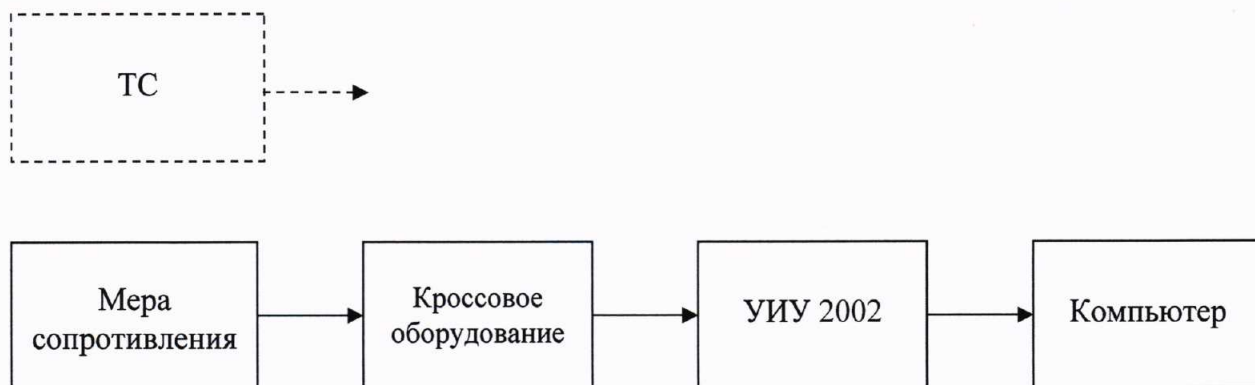 ТС
Мера
сопротивления
Кроссовое
оборудование
УИУ 2002
Компьютер